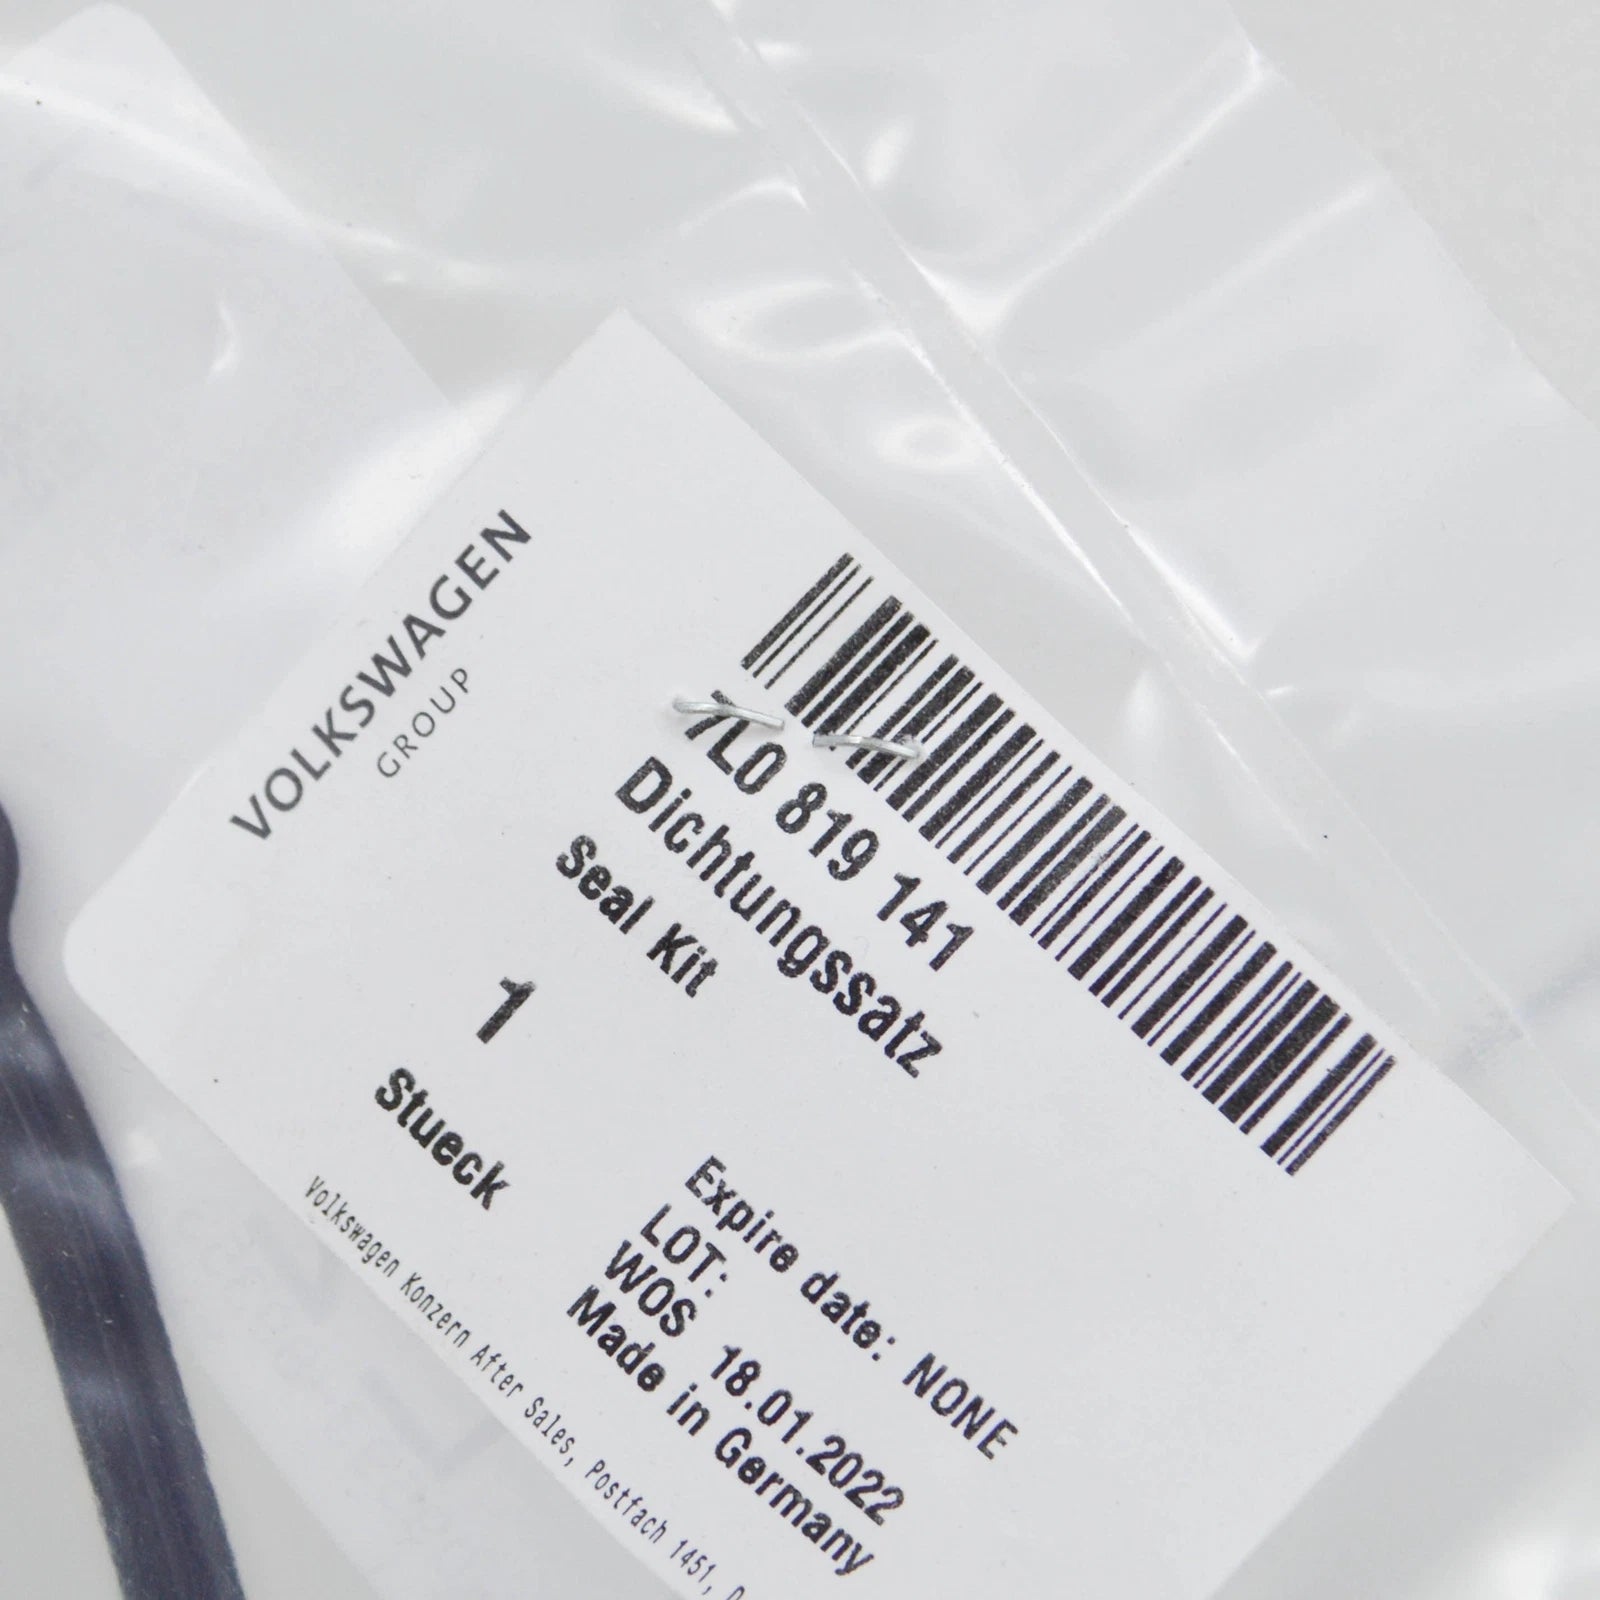 VOLKSWAGEN
GROUP
7L0 819 141
Dichtungssatz
Seal Kit
1
Stueck
Expire date: NONE
LOT:
WOS 18.01.2022
Made in Germany
Volkswagen Konzern After Sales, Postfach 1451,